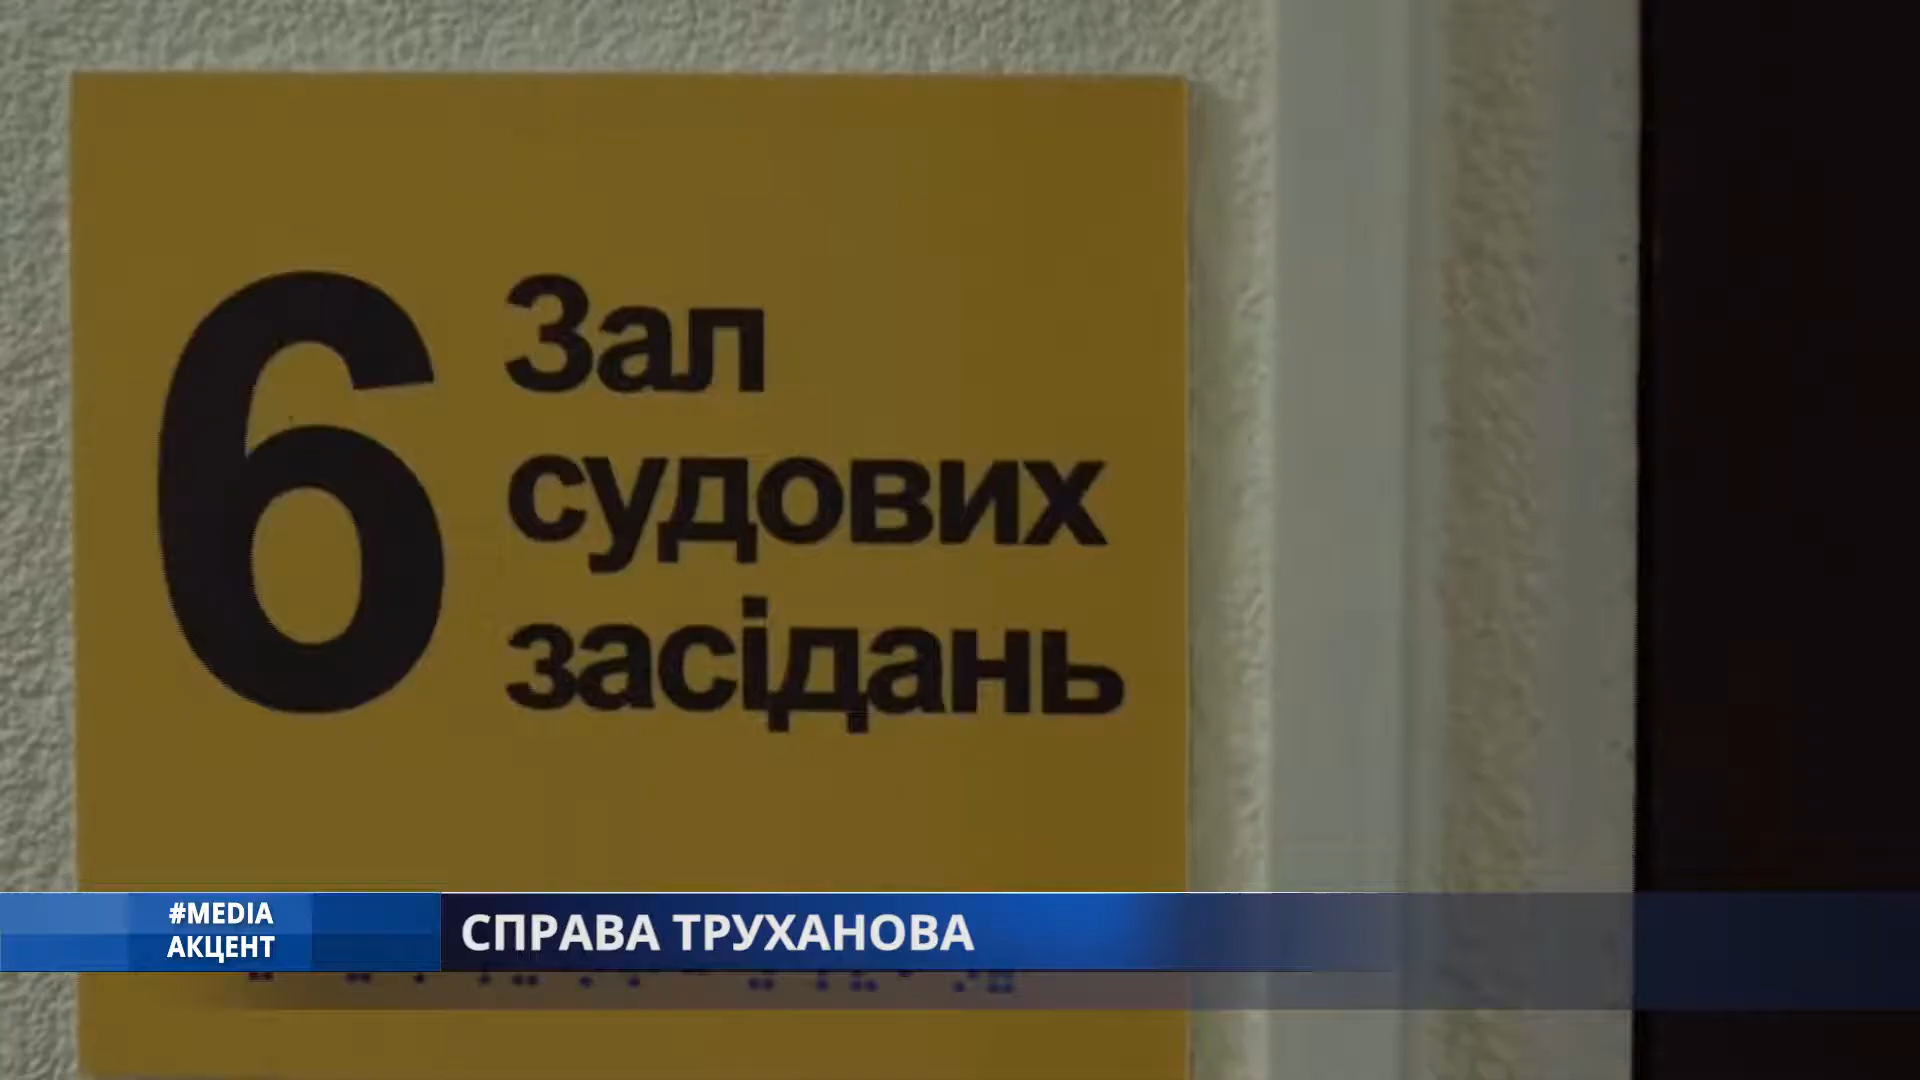 6 Зал
судових
засідань
#MEDIA
АКЦЕНТ
СПРАВА ТРУХАНОВА